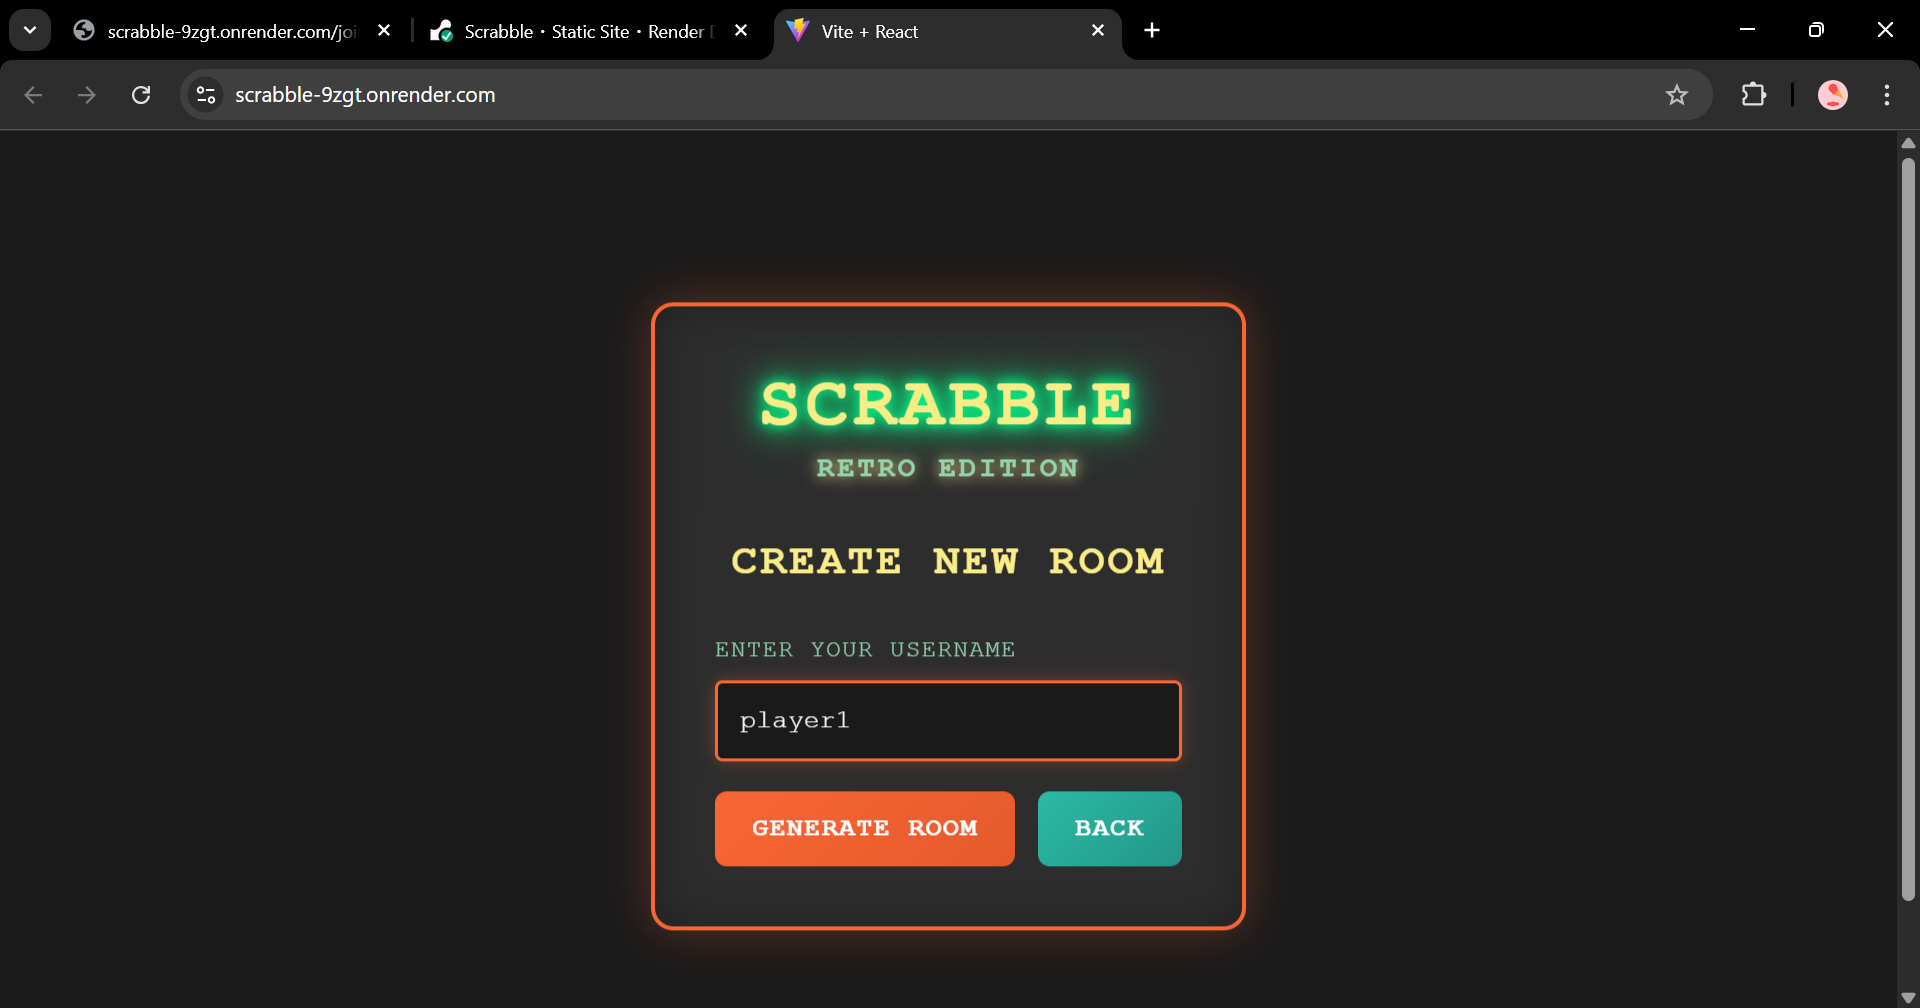 scrabble-9zgt.onrender.com/joi
Scrabble · Static Site · Render
Vite + React
scrabble-9zgt.onrender.com
SCRABBLE
RETRO EDITION
CREATE NEW ROOM
ENTER YOUR USERNAME
player1
GENERATE ROOM
BACK